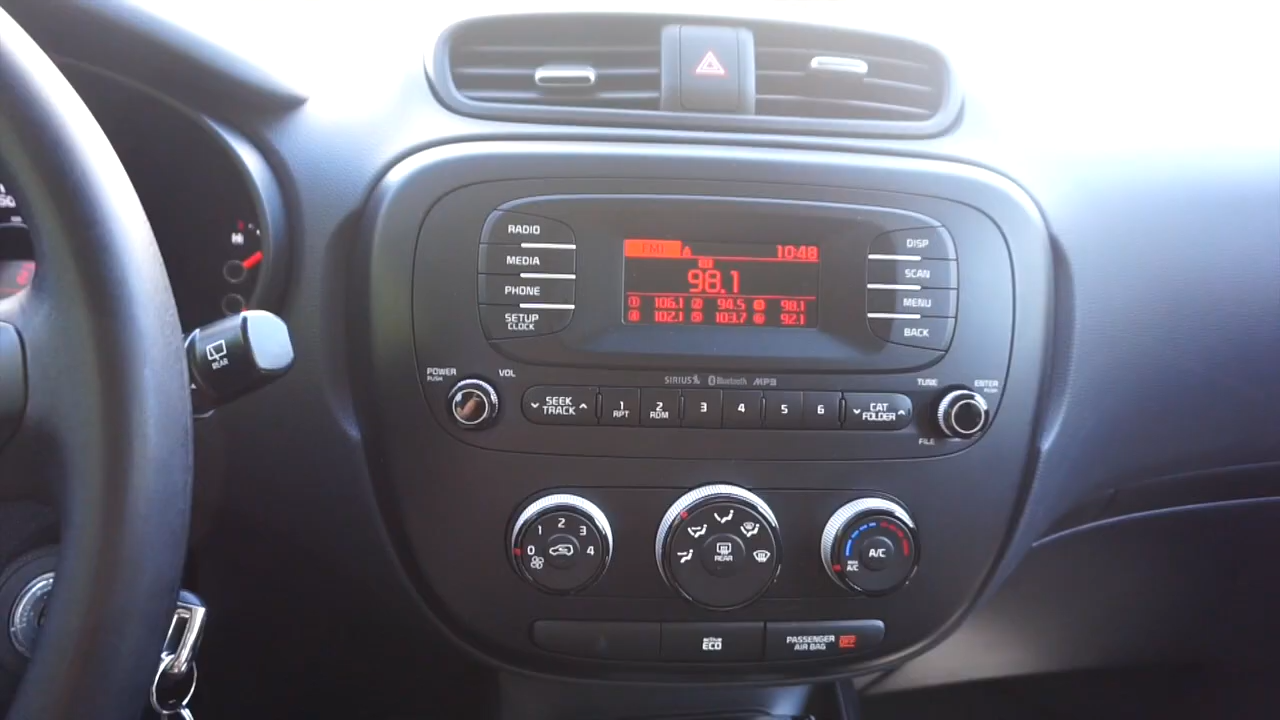 RADIO
MEDIA
PHONE
SETUP
CLOCK
FM1 A 10:48
98.1
1 106.1 2 94.5 3 98.1
4 102.1 5 103.7 6 92.1
DISP
SCAN
MENU
BACK
POWER
PUSH
VOL
SIRIUS Bluetooth MP3
TUNE
ENTER
PUSH
FILE
SEEK
TRACK
1
RPT
2
RDM
3
4
5
6
CAT
FOLDER
REAR
0 1 2 3 4
REAR
A/C
MAX
A/C
active
ECO
PASSENGER
AIR BAG
OFF